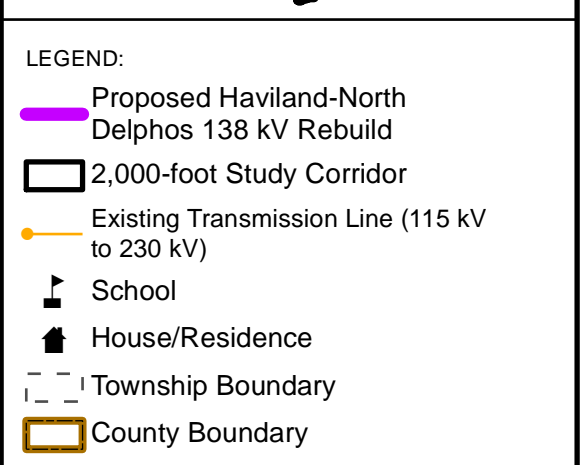 LEGEND:
Proposed Haviland-North
Delphos 138 kV Rebuild
2,000-foot Study Corridor
Existing Transmission Line (115 kV
to 230 kV)
School
House/Residence
Township Boundary
County Boundary